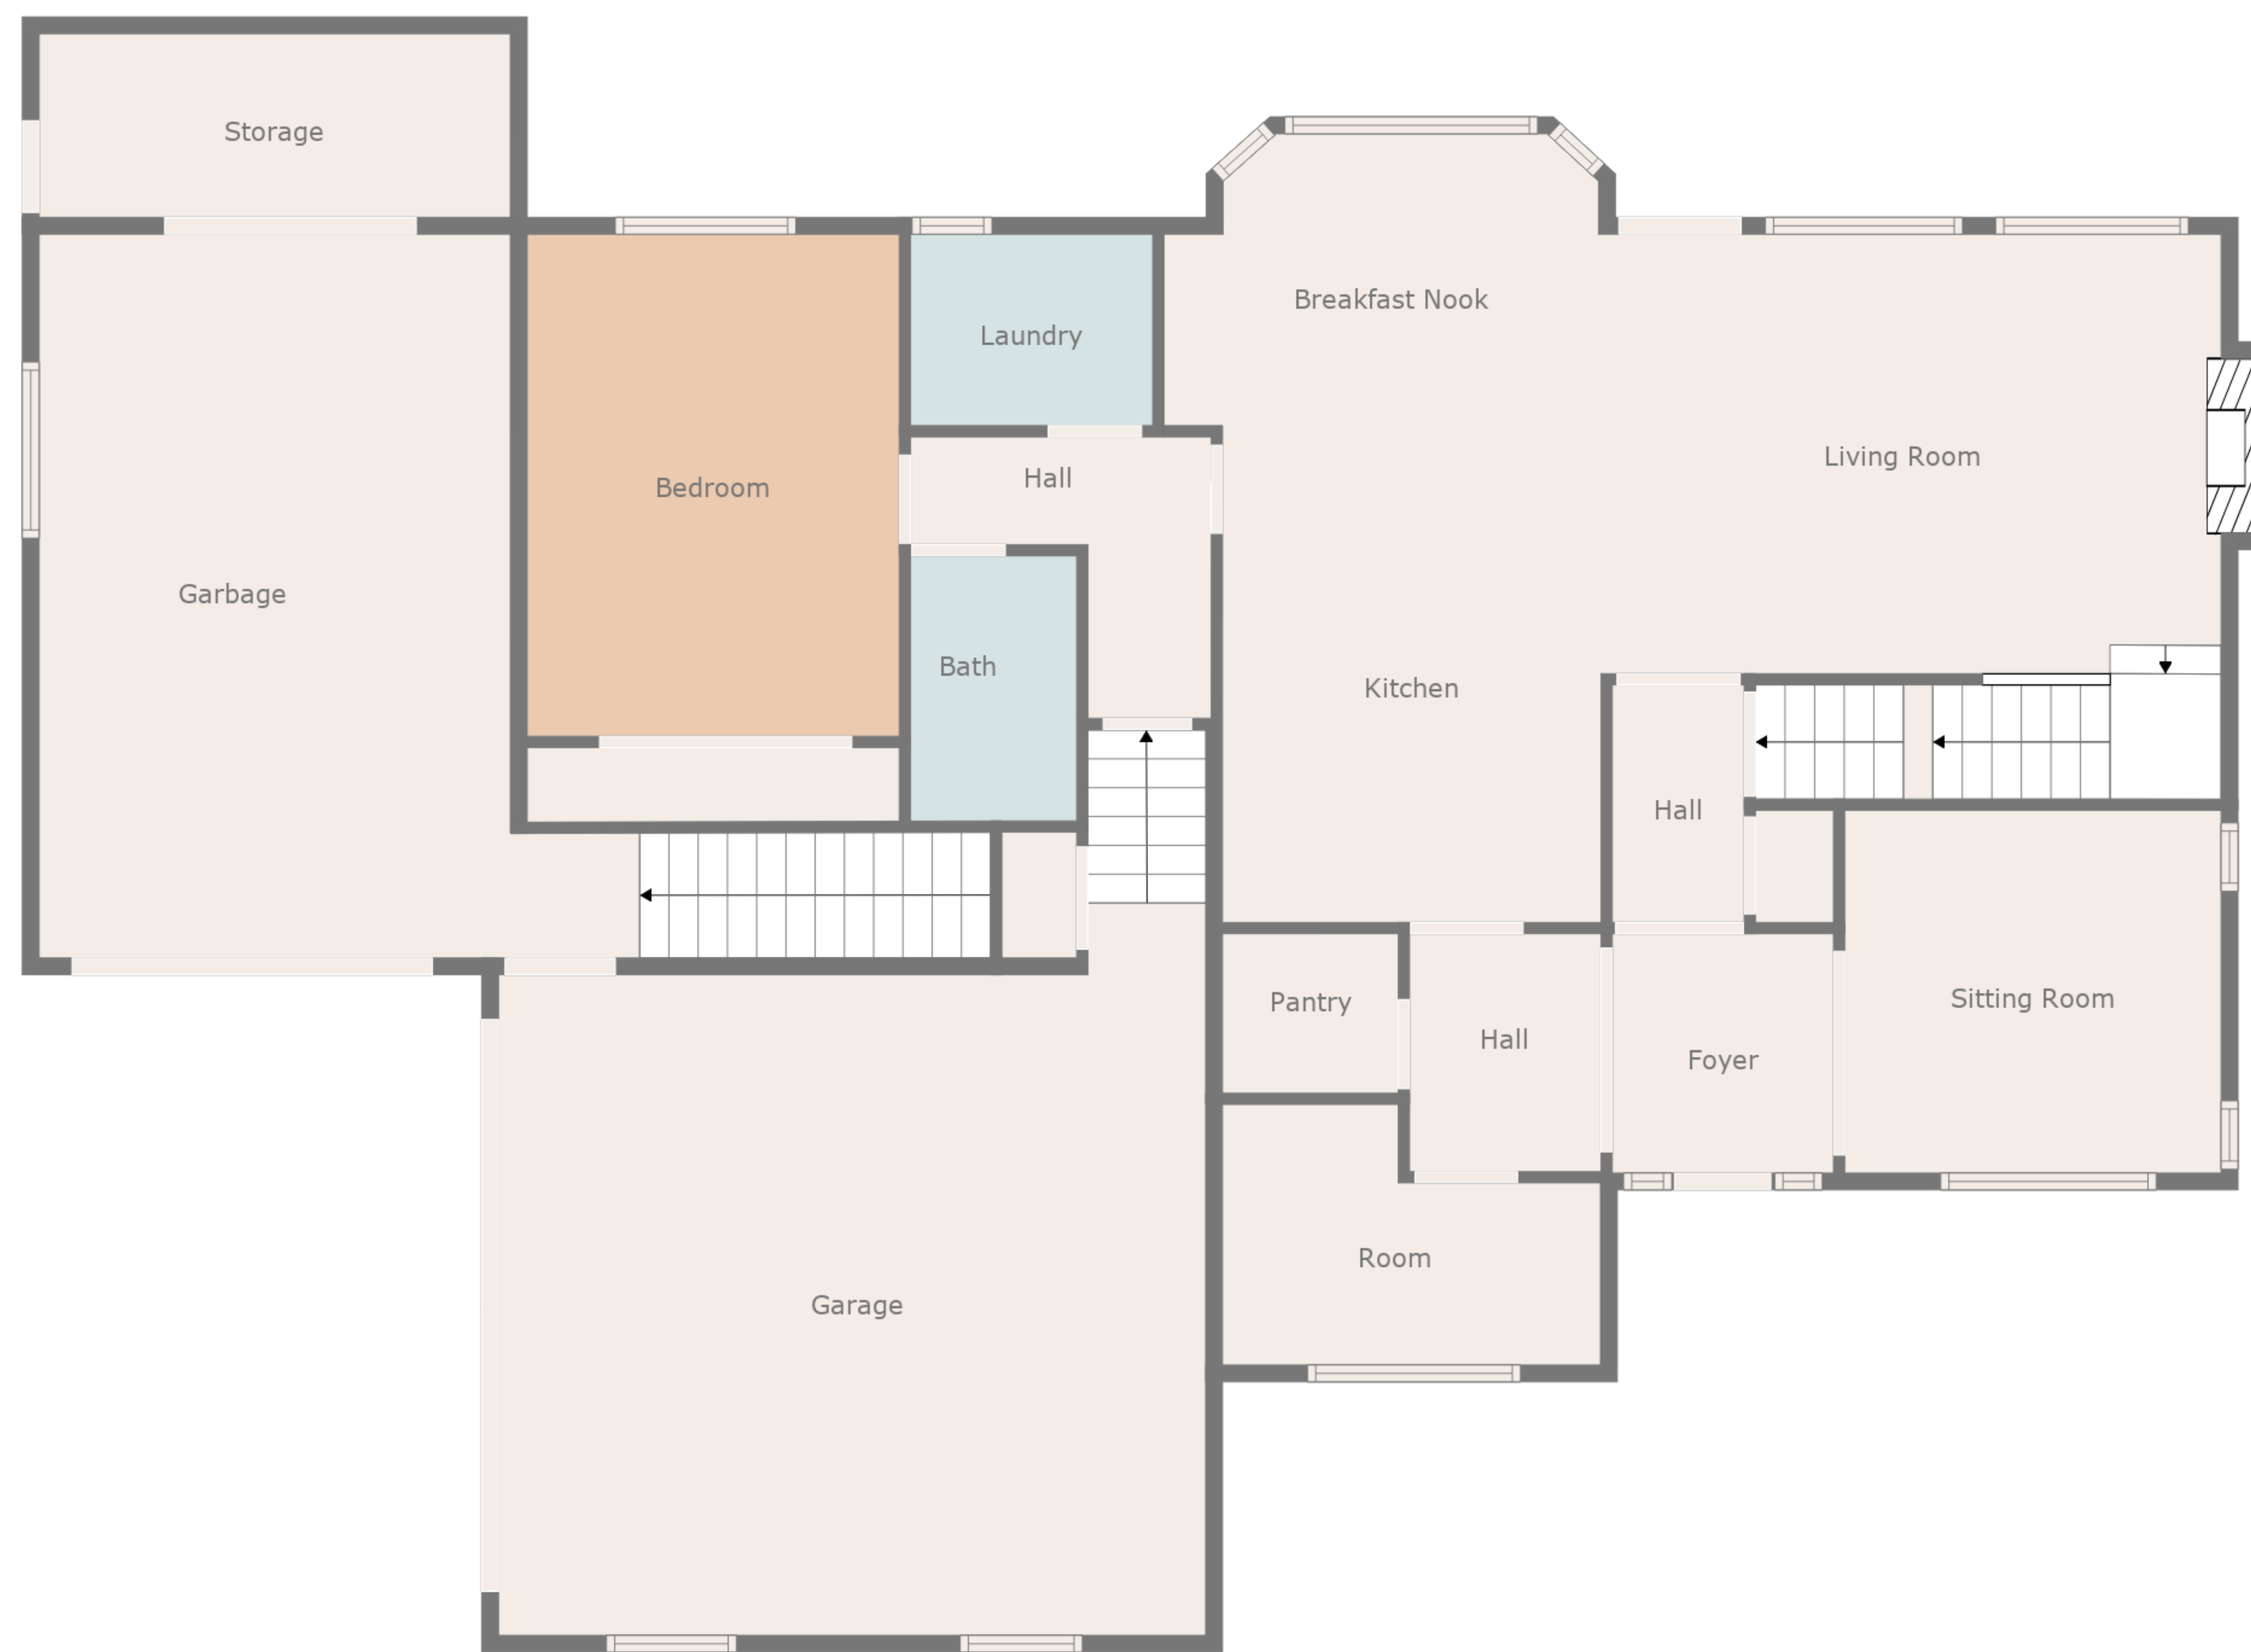 Storage
Breakfast Nook
Laundry
Living Room
Hall
Bedroom
Garbage
Bath
Kitchen
Hall
Sitting Room
Pantry
Hall
Foyer
Room
Garage